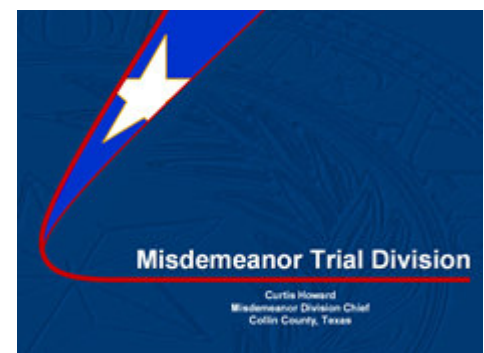 Misdemeanor Trial Division
Curtis Howard
Misdemeanor Division Chief
Collin County, Texas